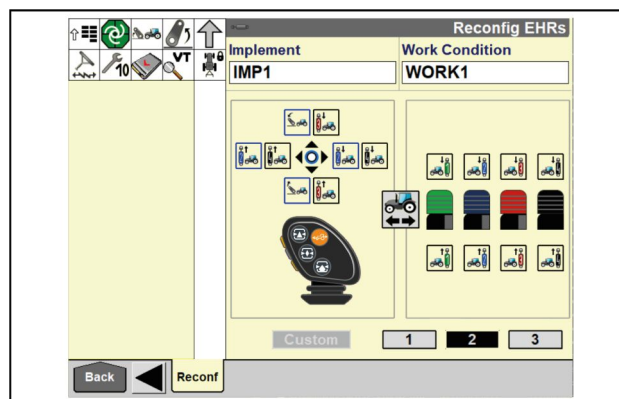 Reconfig EHRs
Implement
Work Condition
IMP1
WORK1
10
L
VT
Custom
1
2
3
Back
Reconf